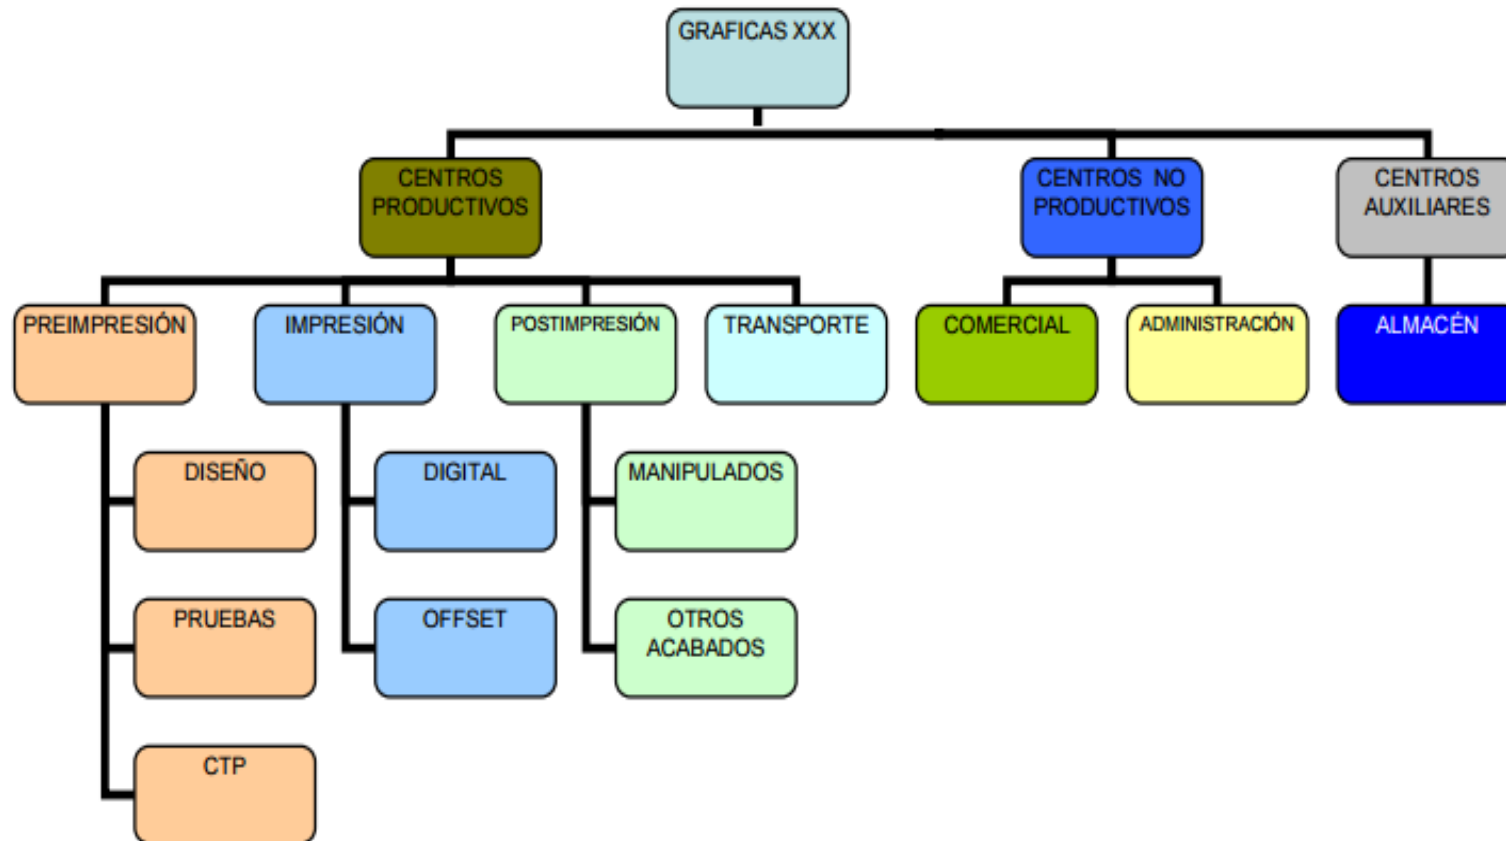 GRAFICAS XXX
CENTROS
PRODUCTIVOS
CENTROS NO
PRODUCTIVOS
CENTROS
AUXILIARES
PREIMPRESIÓN
IMPRESIÓN
POSTIMPRESIÓN
TRANSPORTE
COMERCIAL
ADMINISTRACIÓN
ALMACÉN
DISEÑO
DIGITAL
MANIPULADOS
PRUEBAS
OFFSET
OTROS
ACABADOS
CTP